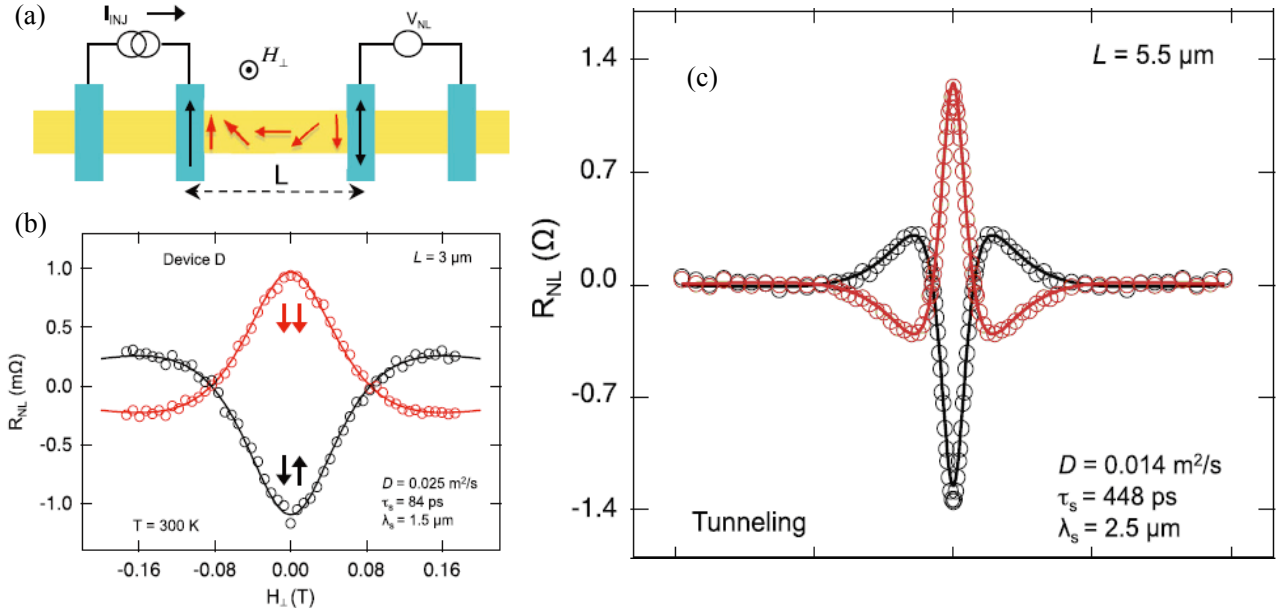 (a)
I_INJ
V_NL
H⊥
L
(b)
Device D
L = 3 μm
1.0
0.5
0.0
-0.5
-1.0
R_NL (mΩ)
T = 300 K
D = 0.025 m²/s
τ_s = 84 ps
λ_s = 1.5 μm
-0.16 -0.08 0.00 0.08 0.16
H⊥ (T)
(c)
L = 5.5 μm
1.4
0.7
0.0
-0.7
-1.4
R_NL (Ω)
Tunneling
D = 0.014 m²/s
τ_s = 448 ps
λ_s = 2.5 μm